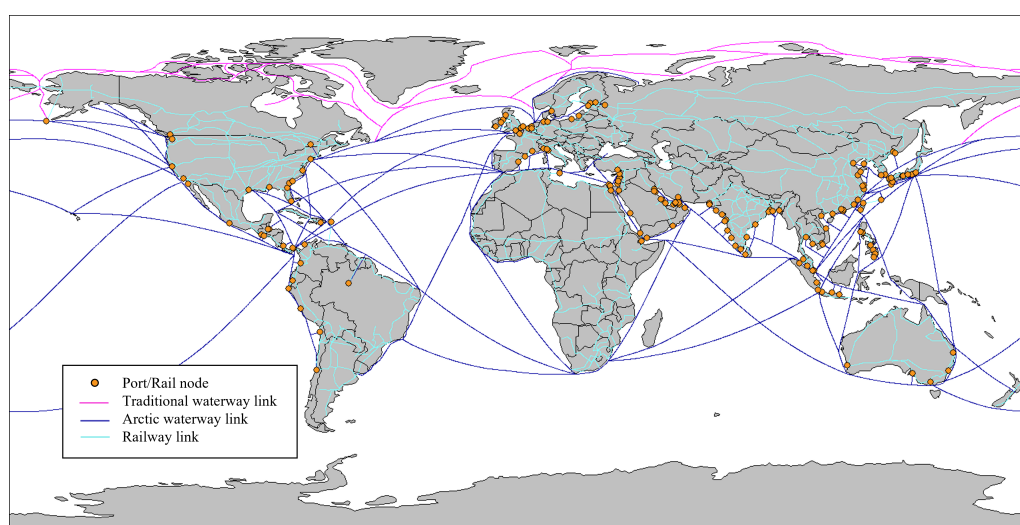 Port/Rail node
Traditional waterway link
Arctic waterway link
Railway link